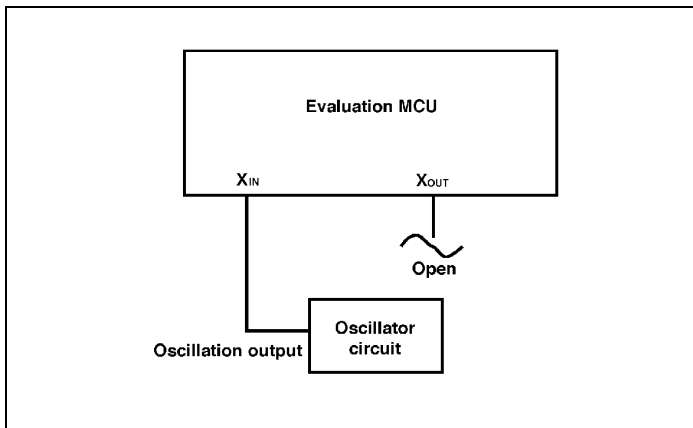 Evaluation MCU
XIN
XOUT
Open
Oscillator
circuit
Oscillation output